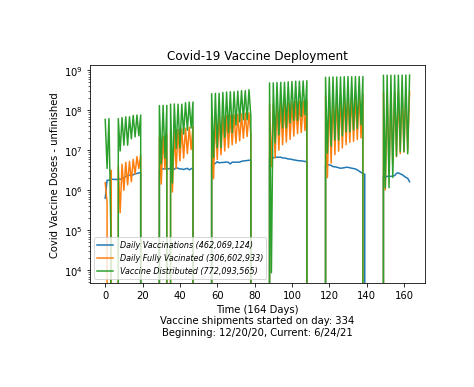 Covid-19 Vaccine Deployment
Covid Vaccine Doses - unfinished
10⁹
10⁸
10⁷
10⁶
10⁵
10⁴
Daily Vaccinations (462,069,124)
Daily Fully Vacinated (306,602,933)
Vaccine Distributed (772,093,565)
0 20 40 60 80 100 120 140 160
Time (164 Days)
Vaccine shipments started on day: 334
Beginning: 12/20/20, Current: 6/24/21